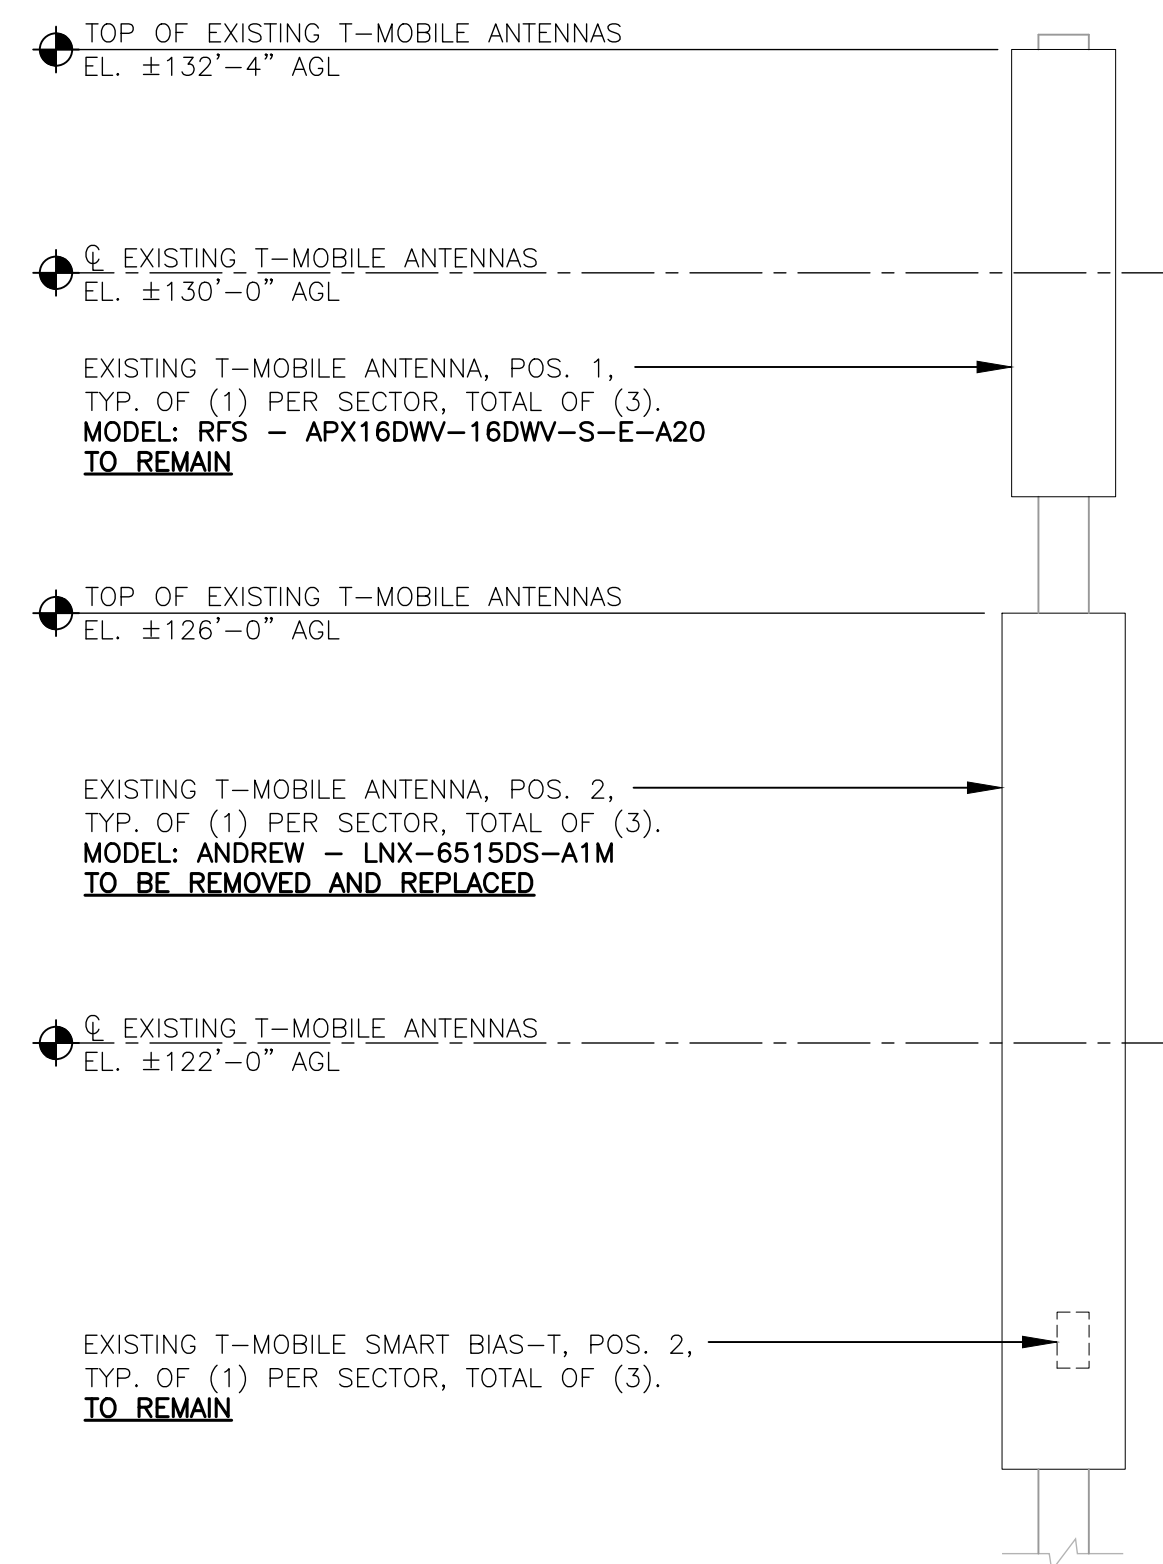 TOP OF EXISTING T-MOBILE ANTENNAS
EL. ±132'-4" AGL
℄ EXISTING T-MOBILE ANTENNAS
EL. ±130'-0" AGL
EXISTING T-MOBILE ANTENNA, POS. 1,
TYP. OF (1) PER SECTOR, TOTAL OF (3).
MODEL: RFS - APX16DWV-16DWV-S-E-A20
TO REMAIN
TOP OF EXISTING T-MOBILE ANTENNAS
EL. ±126'-0" AGL
EXISTING T-MOBILE ANTENNA, POS. 2,
TYP. OF (1) PER SECTOR, TOTAL OF (3).
MODEL: ANDREW - LNX-6515DS-A1M
TO BE REMOVED AND REPLACED
℄ EXISTING T-MOBILE ANTENNAS
EL. ±122'-0" AGL
EXISTING T-MOBILE SMART BIAS-T, POS. 2,
TYP. OF (1) PER SECTOR, TOTAL OF (3).
TO REMAIN